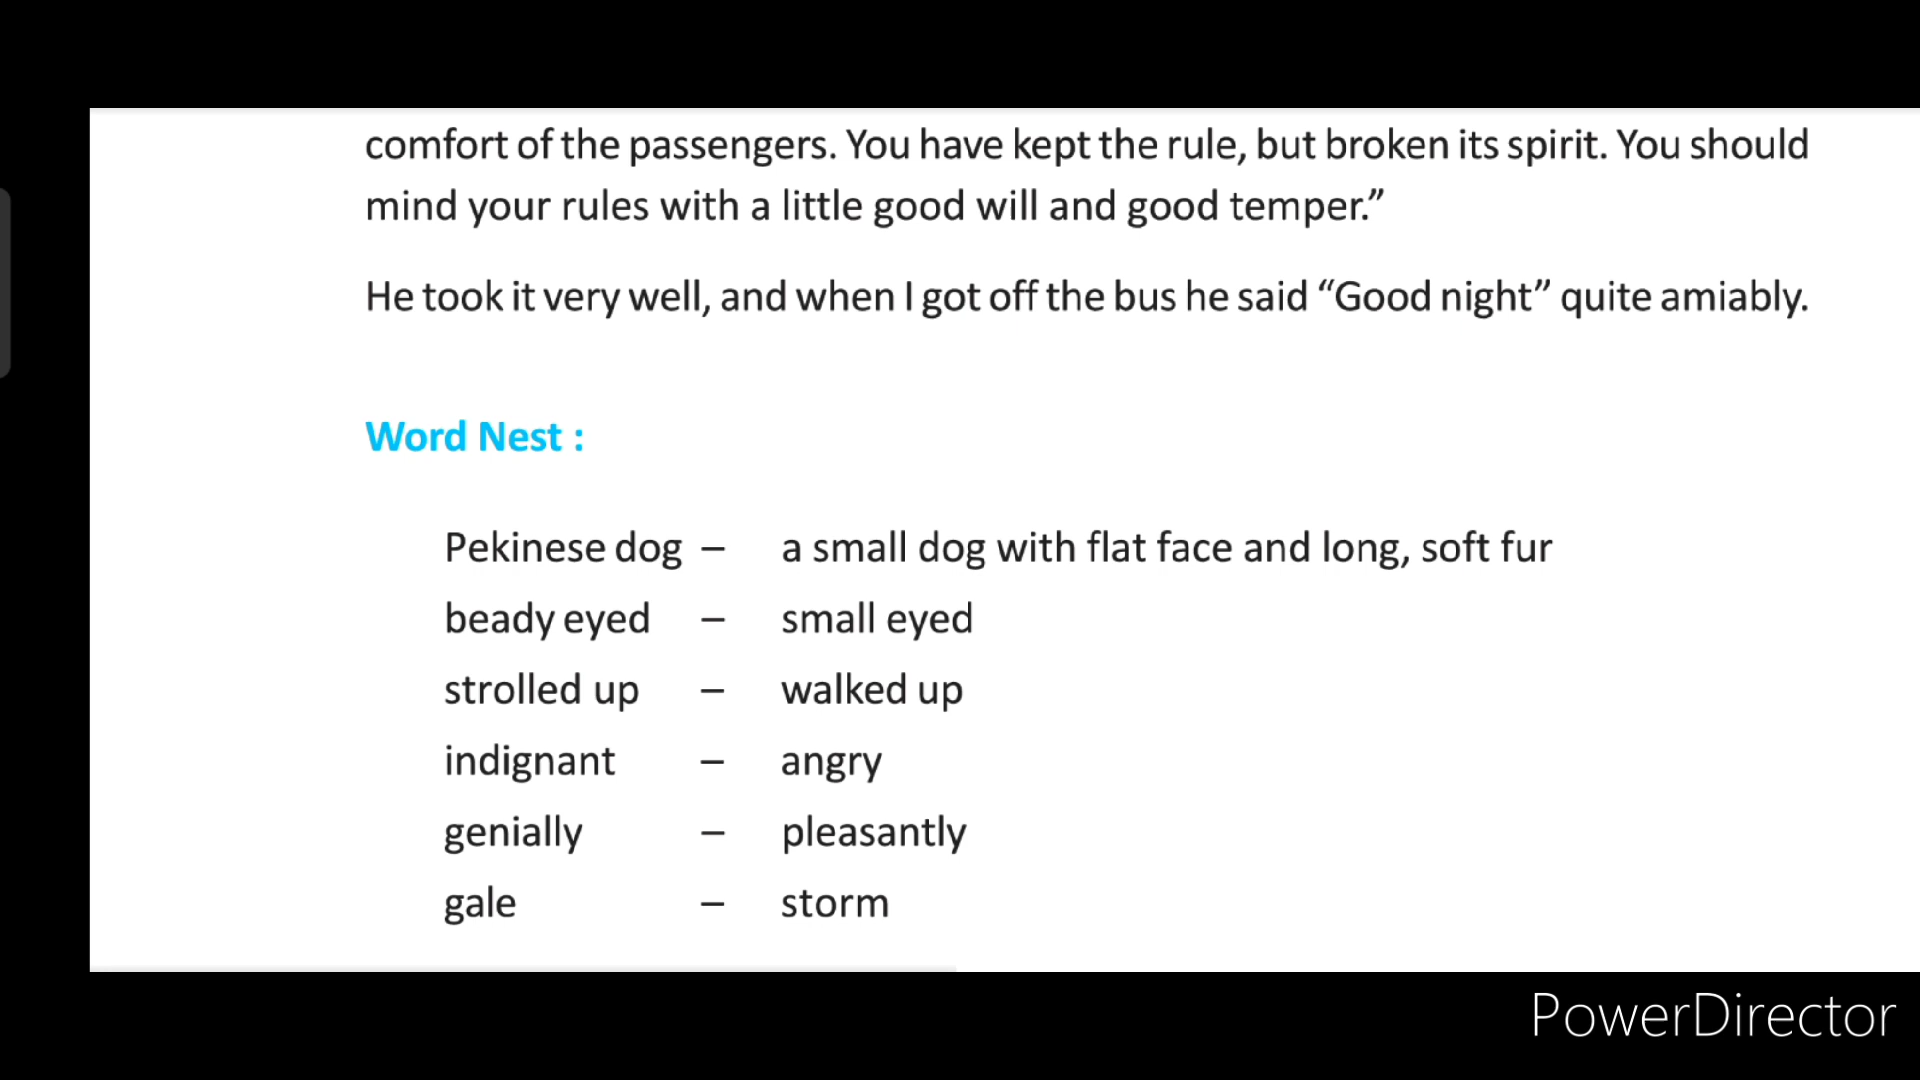 comfort of the passengers. You have kept the rule, but broken its spirit. You should
mind your rules with a little good will and good temper.”
He took it very well, and when I got off the bus he said “Good night” quite amiably.
Word Nest :
Pekinese dog – a small dog with flat face and long, soft fur
beady eyed – small eyed
strolled up – walked up
indignant – angry
genially – pleasantly
gale – storm
PowerDirector